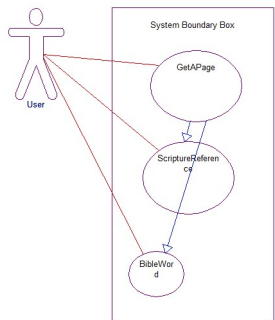 System Boundary Box
GetAPage
User
ScriptureReferen
ce
BibleWor
d